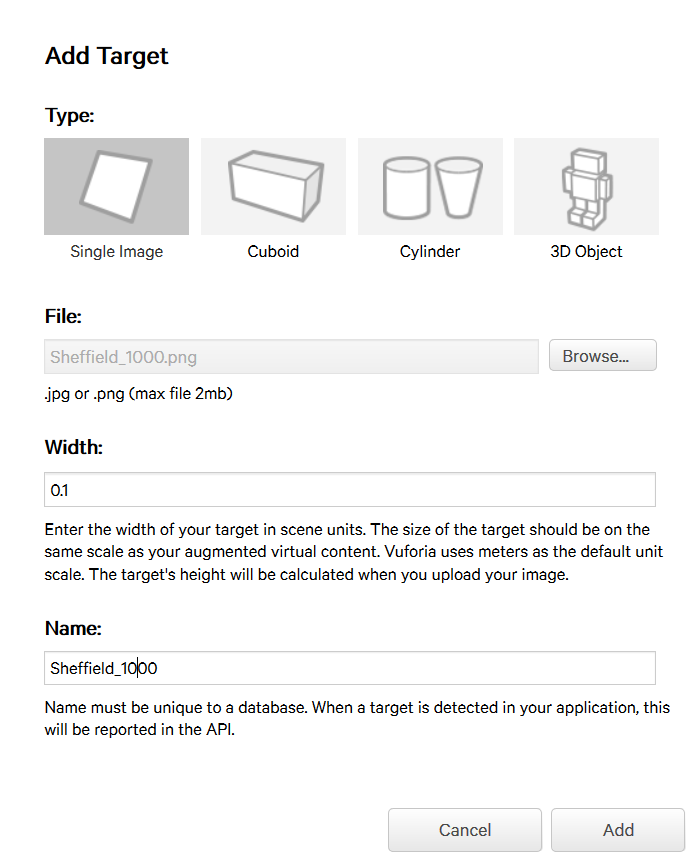 Add Target
Type:
Single Image
Cuboid
Cylinder
3D Object
File:
Sheffield_1000.png
Browse...
.jpg or .png (max file 2mb)
Width:
0.1
Enter the width of your target in scene units. The size of the target should be on the
same scale as your augmented virtual content. Vuforia uses meters as the default unit
scale. The target's height will be calculated when you upload your image.
Name:
Sheffield_1000
Name must be unique to a database. When a target is detected in your application, this
will be reported in the API.
Cancel
Add